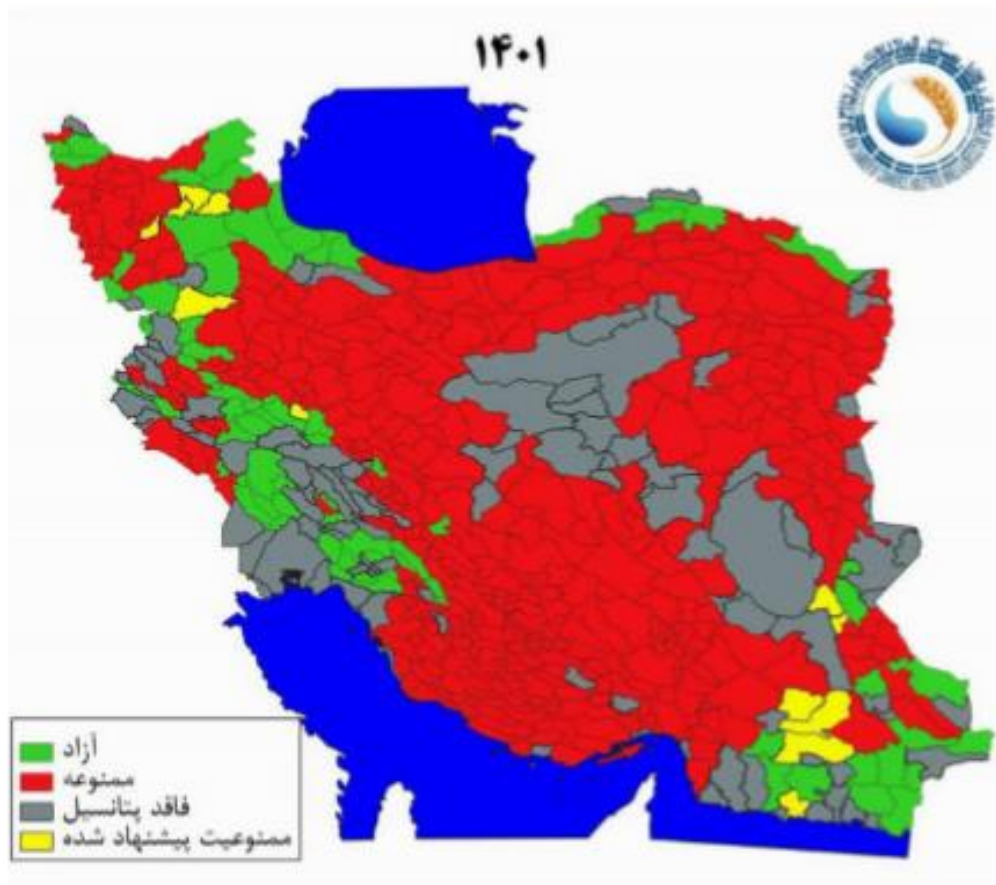 ۱۴۰۱
آزاد
ممنوعه
فاقد پتانسیل
ممنوعیت پیشنهاد شده